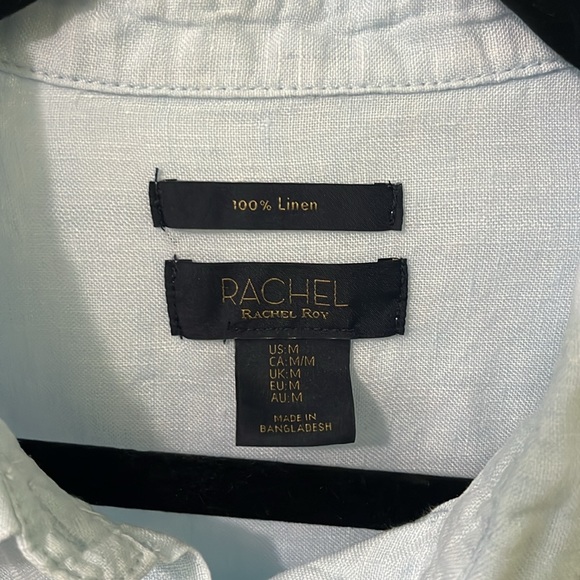 100% Linen
RACHEL
RACHEL ROY
US:M
CA:M/M
UK:M
EU:M
AU:M
MADE IN
BANGLADESH